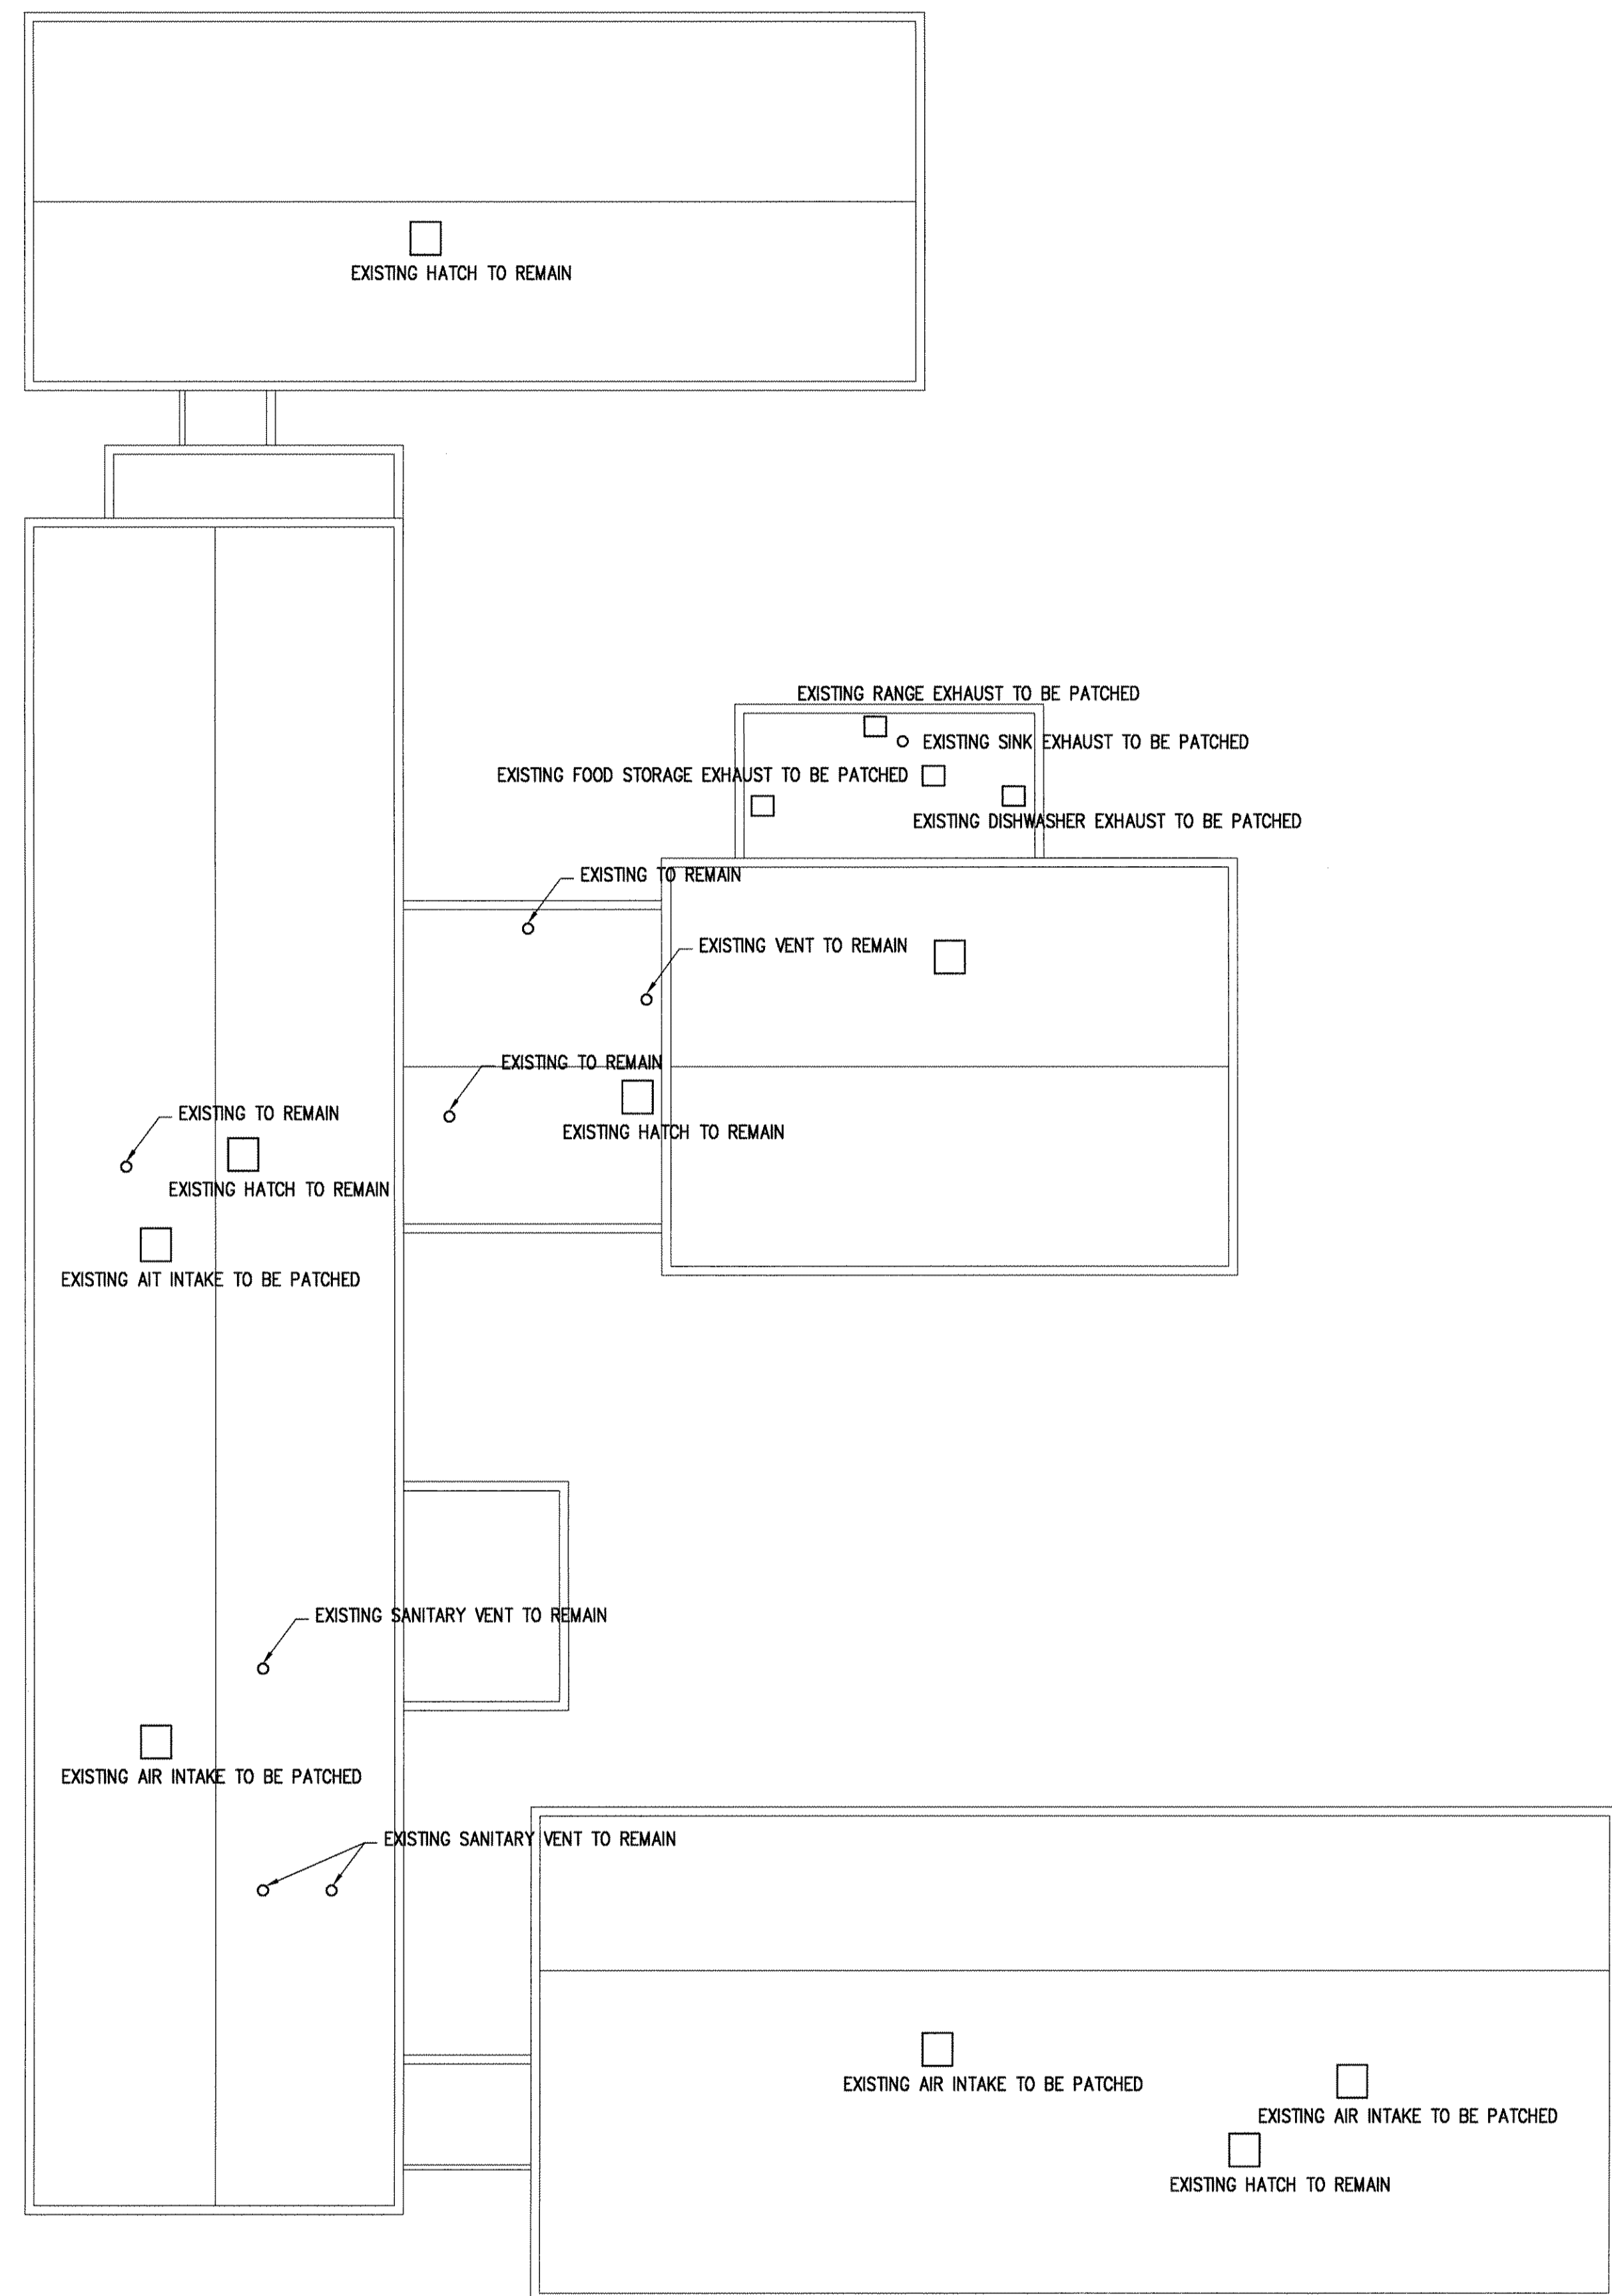 EXISTING HATCH TO REMAIN
EXISTING RANGE EXHAUST TO BE PATCHED
EXISTING SINK EXHAUST TO BE PATCHED
EXISTING FOOD STORAGE EXHAUST TO BE PATCHED
EXISTING DISHWASHER EXHAUST TO BE PATCHED
EXISTING TO REMAIN
EXISTING VENT TO REMAIN
EXISTING TO REMAIN
EXISTING TO REMAIN
EXISTING HATCH TO REMAIN
EXISTING HATCH TO REMAIN
EXISTING AIT INTAKE TO BE PATCHED
EXISTING SANITARY VENT TO REMAIN
EXISTING AIR INTAKE TO BE PATCHED
EXISTING SANITARY VENT TO REMAIN
EXISTING AIR INTAKE TO BE PATCHED
EXISTING AIR INTAKE TO BE PATCHED
EXISTING HATCH TO REMAIN